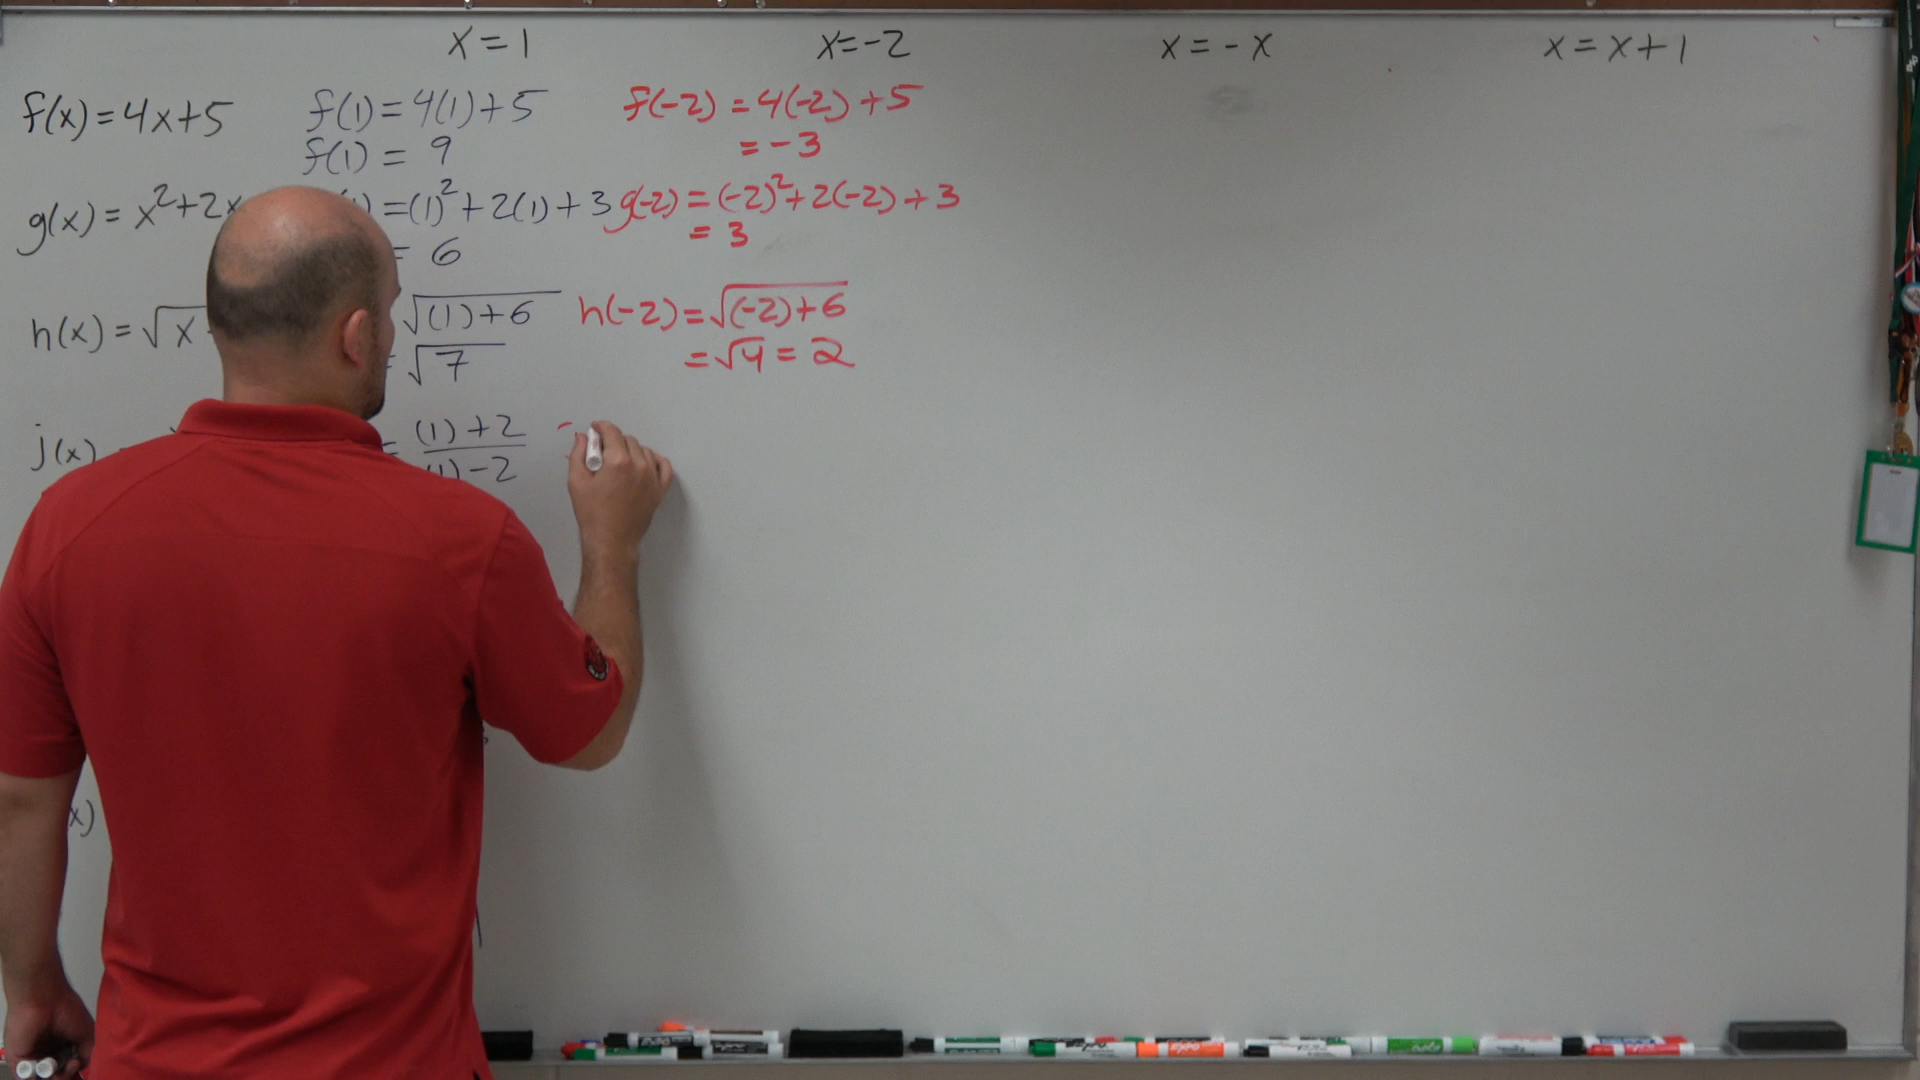 x = 1 x=-2 x = -x x = x+1
f(x) = 4x+5 f(1) = 4(1)+5 f(-2) = 4(-2)+5
f(1) = 9 = -3
g(x) = x²+2x =(1)²+2(1)+3 g(-2) = (-2)²+2(-2)+3
= 6 = 3
h(x) = √x √(1)+6 h(-2) = √(-2)+6
√7 = √4 = 2
j(x) = (1)+2
(1)-2
x)